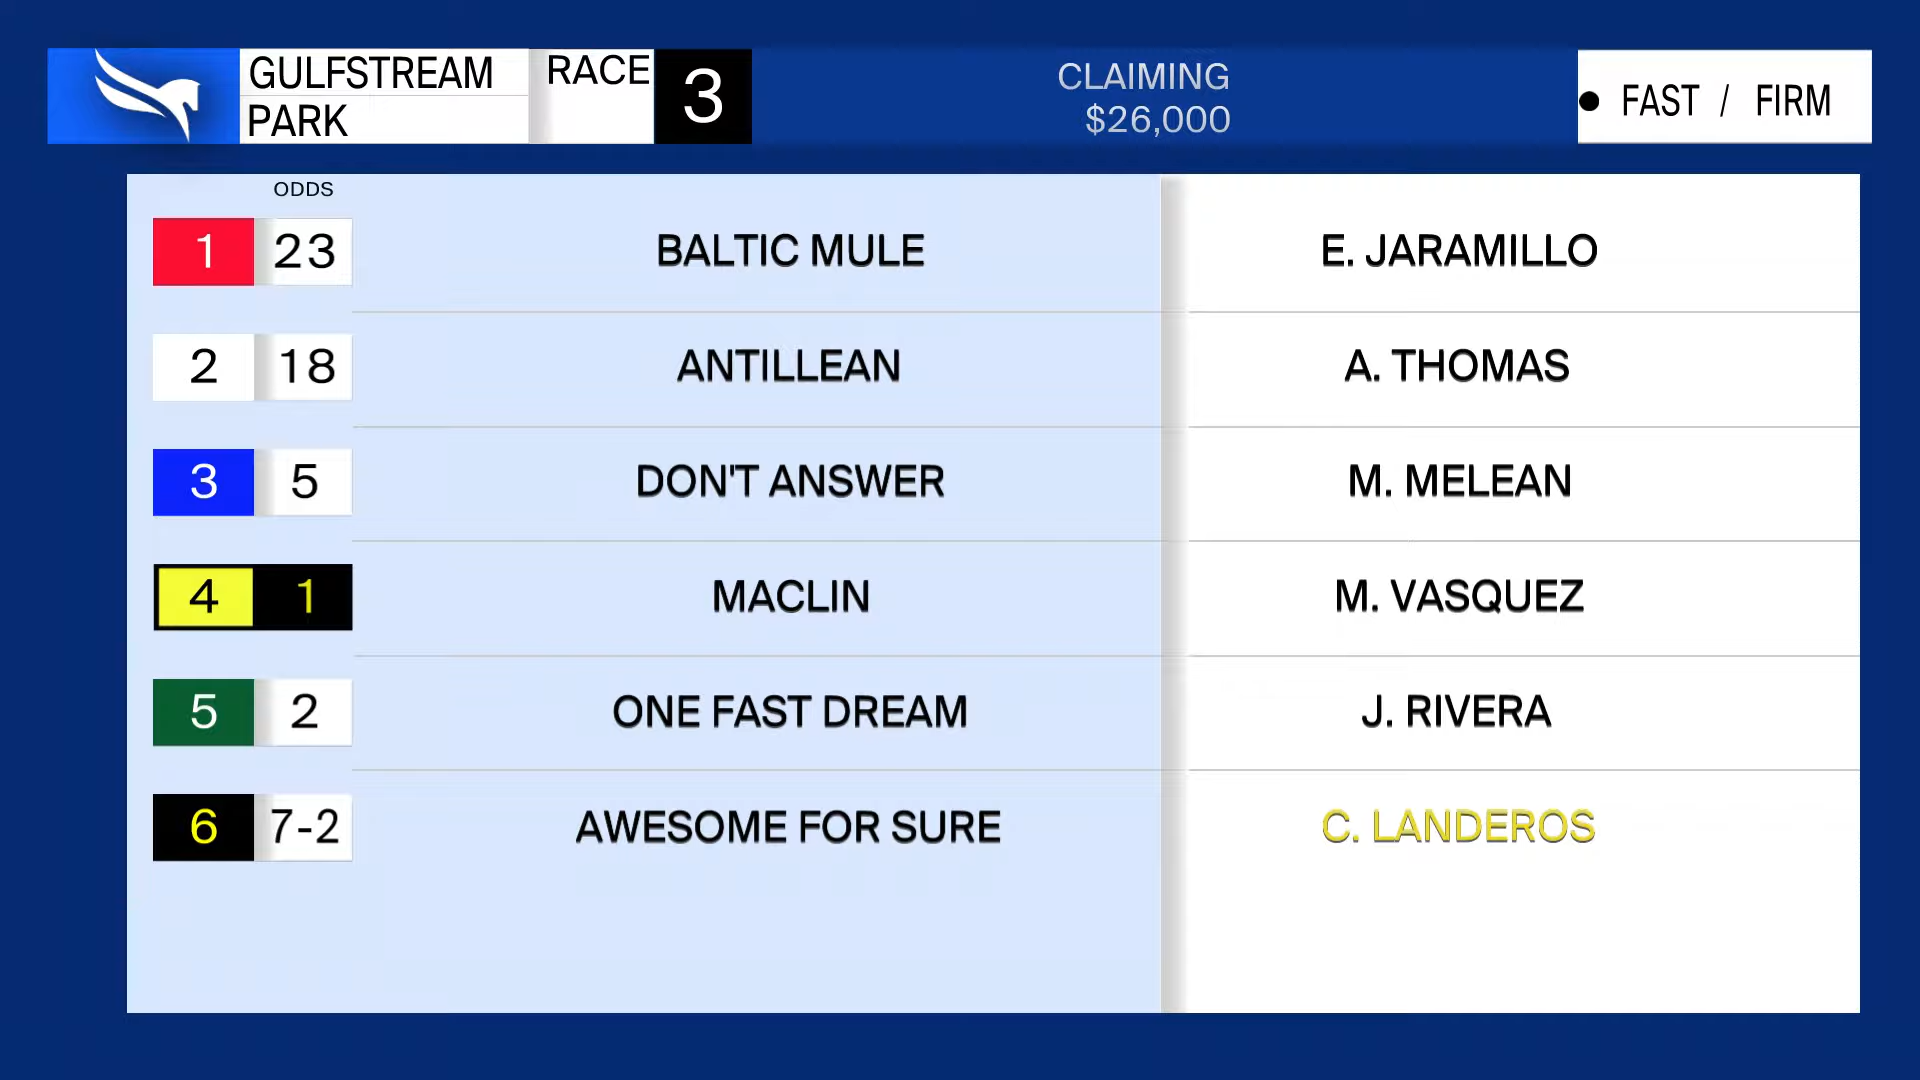 GULFSTREAM PARK
RACE 3
CLAIMING
$26,000
• FAST / FIRM
ODDS
1 23 BALTIC MULE E. JARAMILLO
2 18 ANTILLEAN A. THOMAS
3 5 DON'T ANSWER M. MELEAN
4 1 MACLIN M. VASQUEZ
5 2 ONE FAST DREAM J. RIVERA
6 7-2 AWESOME FOR SURE C. LANDEROS